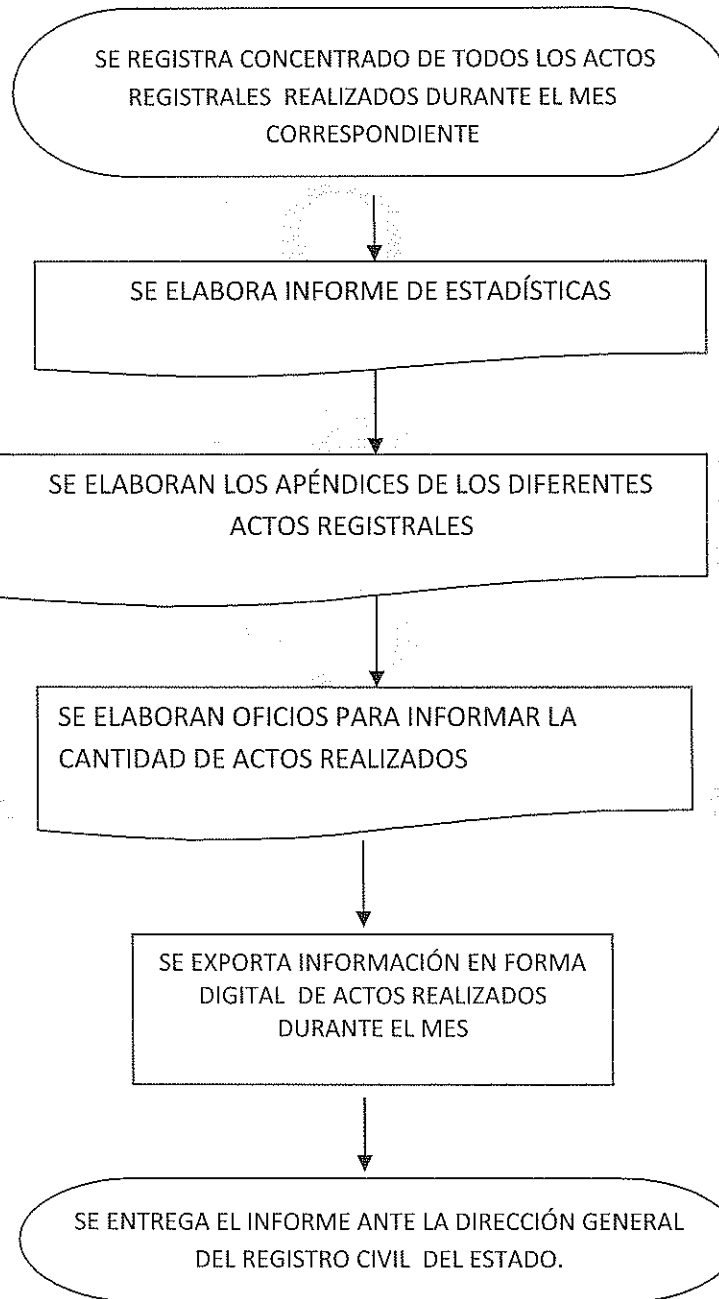 SE REGISTRA CONCENTRADO DE TODOS LOS ACTOS
REGISTRALES REALIZADOS DURANTE EL MES
CORRESPONDIENTE
SE ELABORA INFORME DE ESTADÍSTICAS
SE ELABORAN LOS APÉNDICES DE LOS DIFERENTES
ACTOS REGISTRALES
SE ELABORAN OFICIOS PARA INFORMAR LA
CANTIDAD DE ACTOS REALIZADOS
SE EXPORTA INFORMACIÓN EN FORMA
DIGITAL DE ACTOS REALIZADOS
DURANTE EL MES
SE ENTREGA EL INFORME ANTE LA DIRECCIÓN GENERAL
DEL REGISTRO CIVIL DEL ESTADO.